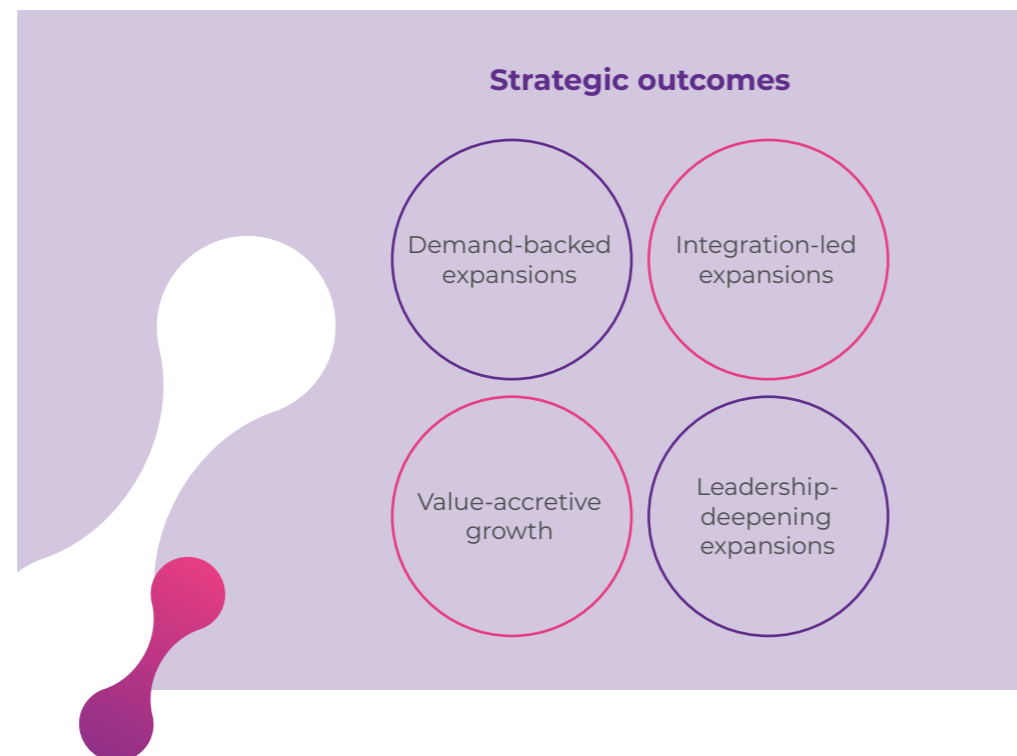 Strategic outcomes
Demand-backed
expansions
Integration-led
expansions
Value-accretive
growth
Leadership-
deepening
expansions